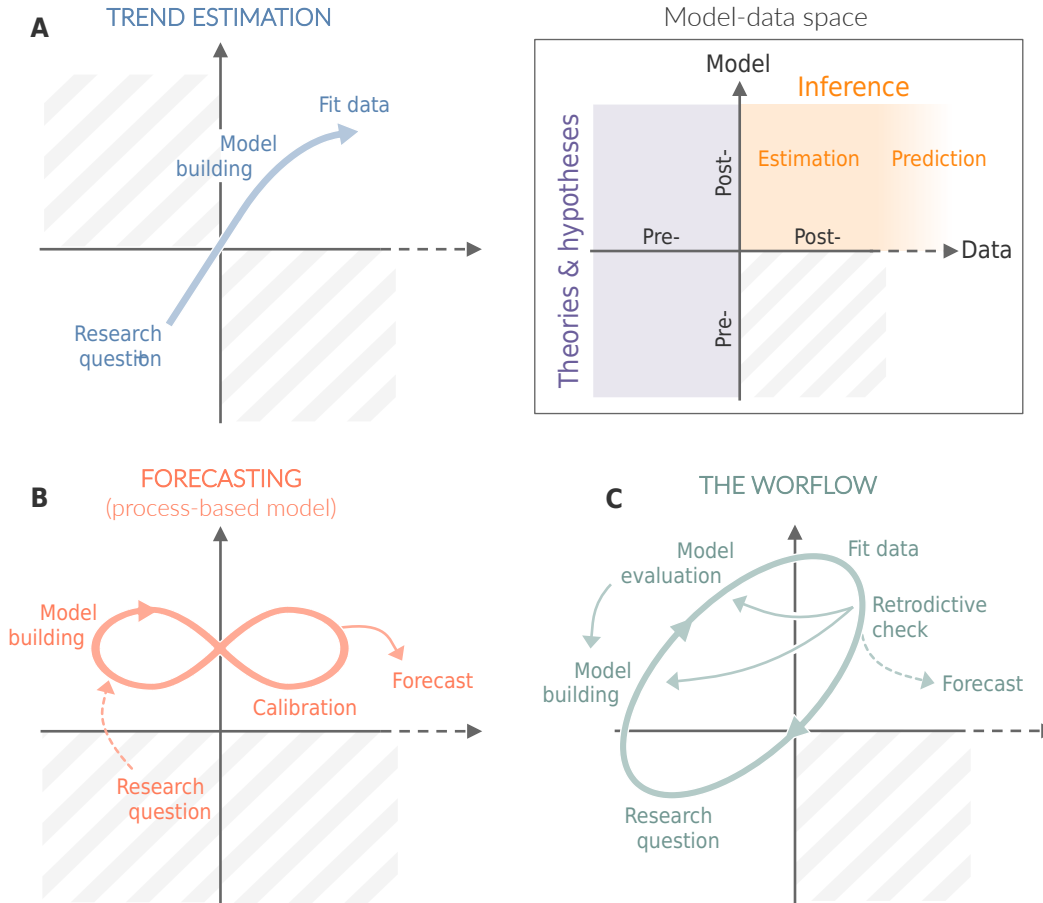 A
TREND ESTIMATION
Fit data
Model
building
Research
question
+
Model-data space
Model
Inference
Theories & hypotheses
Post-
Estimation
Prediction
Pre-
Post-
Data
Pre-
B
FORECASTING
(process-based model)
Model
building
Forecast
Calibration
Research
question
C
THE WORFLOW
Model
evaluation
Fit data
Retrodictive
check
Model
building
Forecast
Research
question